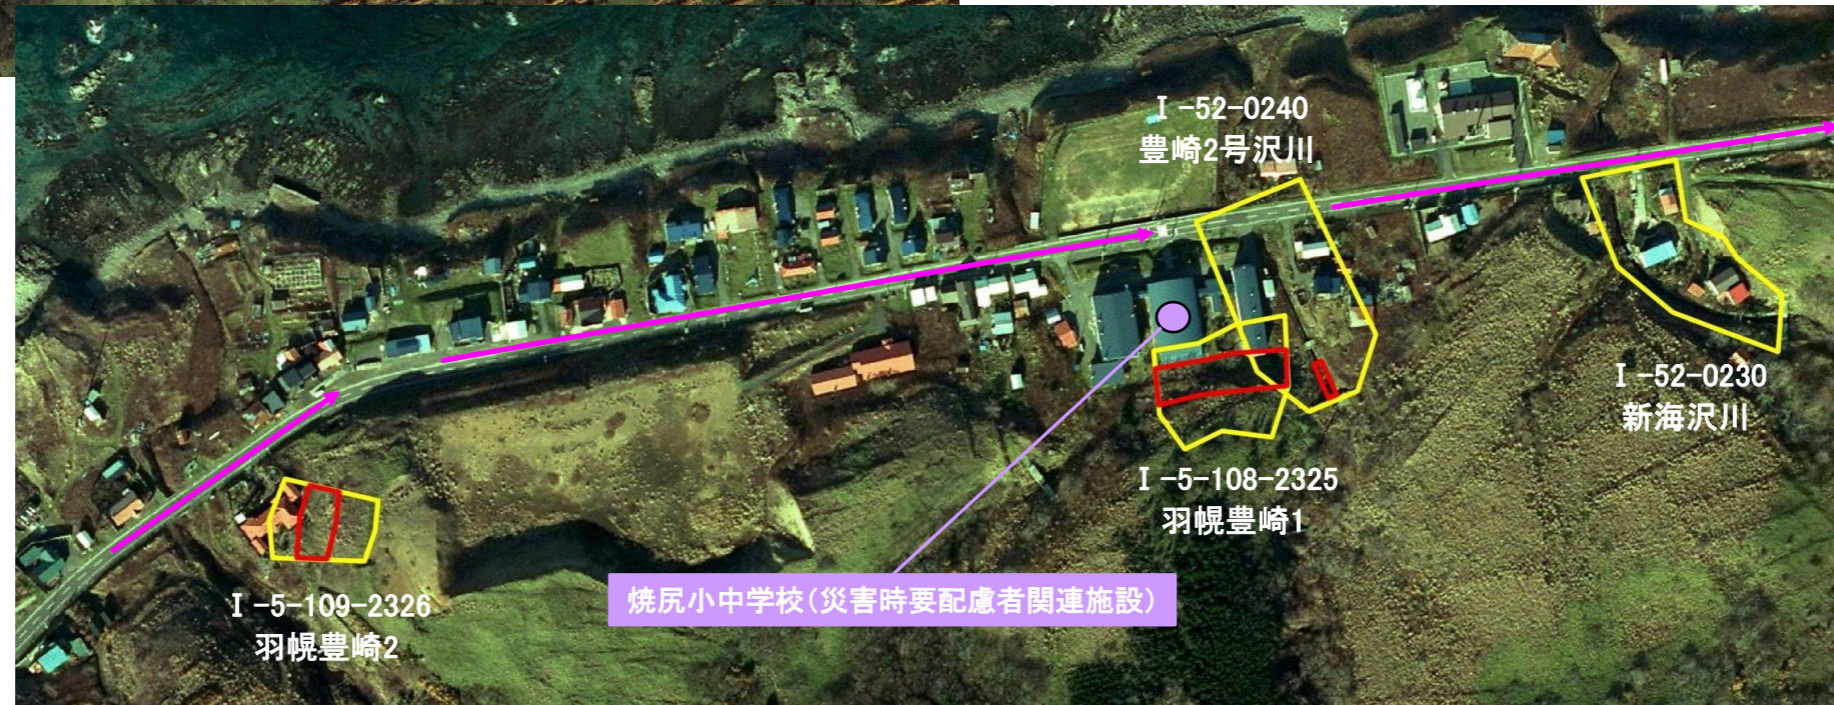 Ⅰ-52-0240
豊崎2号沢川
Ⅰ-52-0230
新海沢川
Ⅰ-5-108-2325
羽幌豊崎1
焼尻小中学校(災害時要配慮者関連施設)
Ⅰ-5-109-2326
羽幌豊崎2